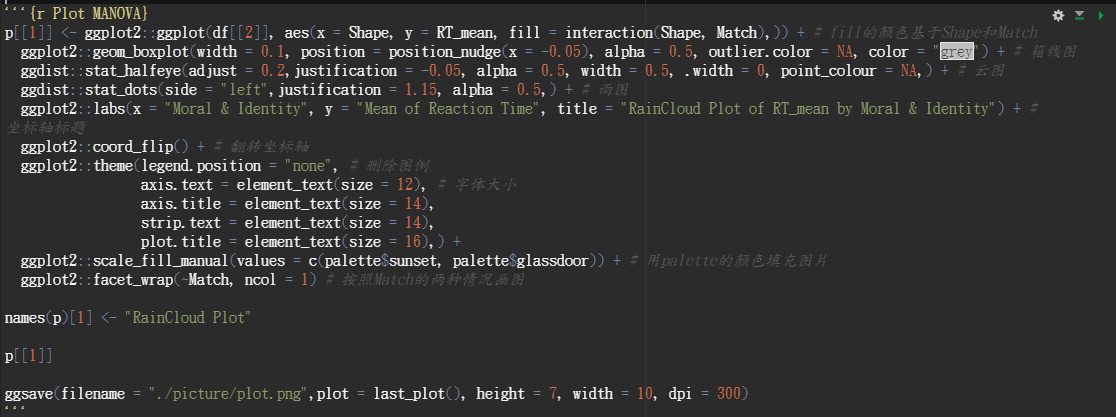 ```{r Plot MANOVA}
p[[1]] <- ggplot2::ggplot(df[[2]], aes(x = Shape, y = RT_mean, fill = interaction(Shape, Match),)) + # fill的颜色基于Shape和Match
  ggplot2::geom_boxplot(width = 0.1, position = position_nudge(x = -0.05), alpha = 0.5, outlier.color = NA, color = "grey") + # 箱线图
  ggdist::stat_halfeye(adjust = 0.2,justification = -0.05, alpha = 0.5, width = 0.5, .width = 0, point_colour = NA,) + # 云图
  ggdist::stat_dots(side = "left",justification = 1.15, alpha = 0.5,) + # 雨图
  ggplot2::labs(x = "Moral & Identity", y = "Mean of Reaction Time", title = "RainCloud Plot of RT_mean by Moral & Identity") + #
坐标轴标题
  ggplot2::coord_flip() + # 翻转坐标轴
  ggplot2::theme(legend.position = "none", # 删除图例
                 axis.text = element_text(size = 12), # 字体大小
                 axis.title = element_text(size = 14),
                 strip.text = element_text(size = 14),
                 plot.title = element_text(size = 16),) +
  ggplot2::scale_fill_manual(values = c(palette$sunset, palette$glassdoor)) + # 用palette的颜色填充图片
  ggplot2::facet_wrap(~Match, ncol = 1) # 按照Match的两种情况画图
names(p)[1] <- "RainCloud Plot"
p[[1]]
ggsave(filename = "./picture/plot.png",plot = last_plot(), height = 7, width = 10, dpi = 300)
```